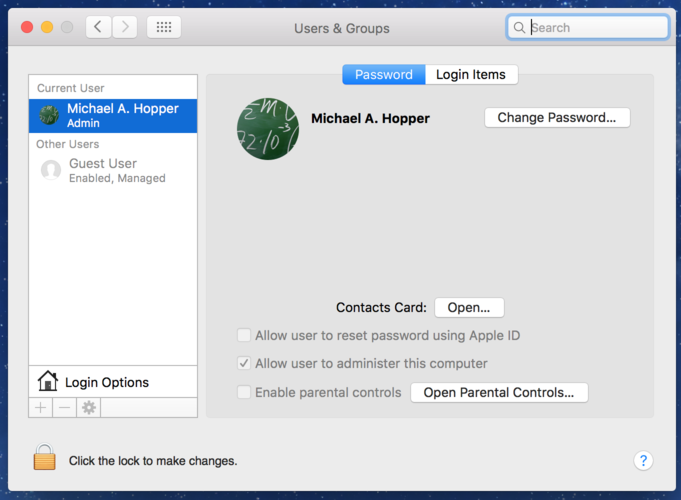 Users & Groups
Search
Current User
Michael A. Hopper
Admin
Other Users
Guest User
Enabled, Managed
Login Options
Password
Login Items
Michael A. Hopper
Change Password...
Contacts Card:
Open...
Allow user to reset password using Apple ID
Allow user to administer this computer
Enable parental controls
Open Parental Controls...
Click the lock to make changes.
?